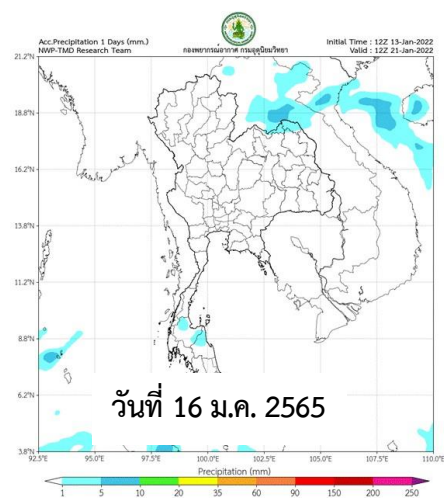 Acc.Precipitation 1 Days (mm.)
NWP-TMD Research Team
กองพยากรณ์อากาศ กรมอุตุนิยมวิทยา
Initial Time : 12Z 13-Jan-2022
Valid : 12Z 21-Jan-2022
21.2°N
18.8°N
16.2°N
13.8°N
11.2°N
8.8°N
6.2°N
3.8°N
วันที่ 16 ม.ค. 2565
92.5°E 95.0°E 97.5°E 100.0°E 102.5°E 105.0°E 107.5°E 110.0°E
Precipitation (mm)
1 5 10 20 35 60 90 150 200 250